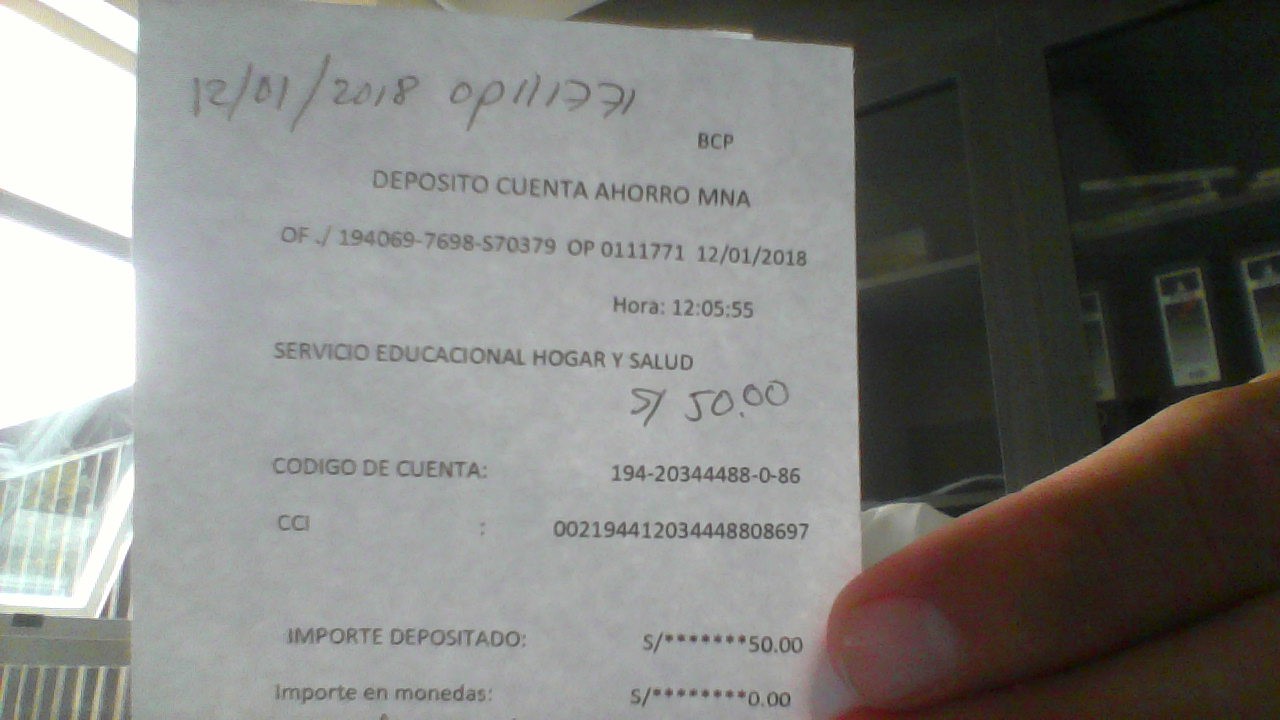 12/01/2018 op111771
BCP
DEPOSITO CUENTA AHORRO MNA
OF ./ 194069-7698-S70379 OP 0111771 12/01/2018
Hora: 12:05:55
SERVICIO EDUCACIONAL HOGAR Y SALUD
S/ 50.00
CODIGO DE CUENTA: 194-20344488-0-86
CCI : 002194412034448808697
IMPORTE DEPOSITADO: S/*******50.00
Importe en monedas: S/********0.00